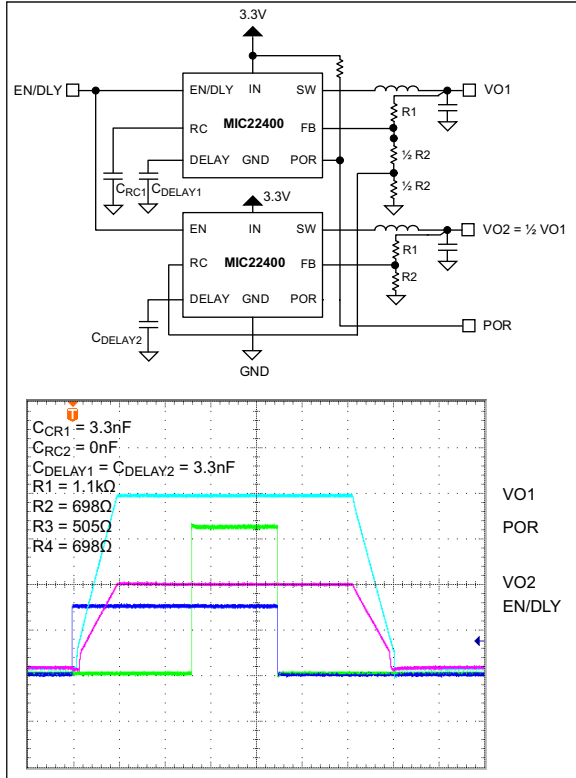 3.3V
EN/DLY
EN/DLY IN SW
VO1
R1
RC FB
MIC22400
½ R2
DELAY GND POR
½ R2
CRC1
CDELAY1
3.3V
EN IN SW
VO2 = ½ VO1
R1
MIC22400
RC FB
R2
DELAY GND POR
CDELAY2
POR
GND
T
CCR1 = 3.3nF
CRC2 = 0nF
CDELAY1 = CDELAY2 = 3.3nF
R1 = 1.1kΩ
R2 = 698Ω
R3 = 505Ω
R4 = 698Ω
VO1
POR
VO2
EN/DLY